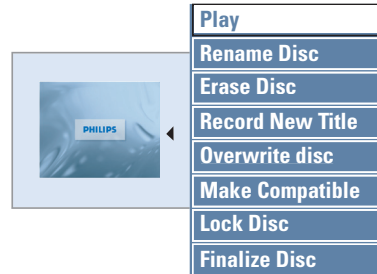 Play
Rename Disc
Erase Disc
Record New Title
PHILIPS
Overwrite disc
Make Compatible
Lock Disc
Finalize Disc